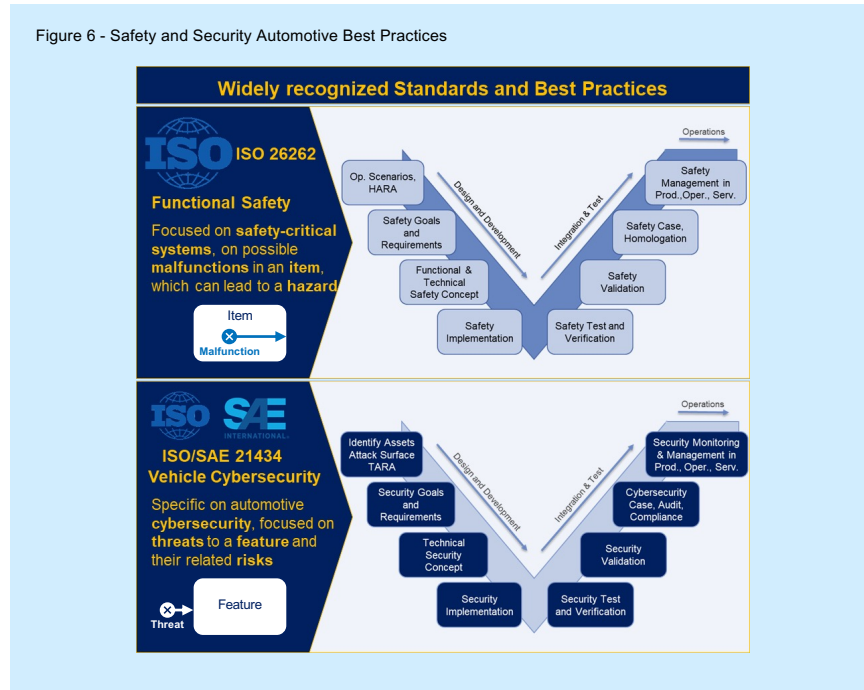 Figure 6 - Safety and Security Automotive Best Practices
Widely recognized Standards and Best Practices
ISO
ISO 26262
Functional Safety
Focused on safety-critical
systems, on possible
malfunctions in an item,
which can lead to a hazard
Item
Malfunction
Operations
Op. Scenarios,
HARA
Safety Goals
and
Requirements
Functional &
Technical
Safety Concept
Safety
Implementation
Design and Development
Integration & Test
Safety
Management in
Prod.,Oper., Serv.
Safety Case,
Homologation
Safety
Validation
Safety Test and
Verification
ISO
SAE
INTERNATIONAL®
ISO/SAE 21434
Vehicle Cybersecurity
Specific on automotive
cybersecurity, focused on
threats to a feature and
their related risks
Threat
Feature
Operations
Identify Assets
Attack Surface
TARA
Security Goals
and
Requirements
Technical
Security
Concept
Security
Implementation
Design and Development
Integration & Test
Security Monitoring
& Management in
Prod., Oper., Serv.
Cybersecurity
Case, Audit,
Compliance
Security
Validation
Security Test
and Verification